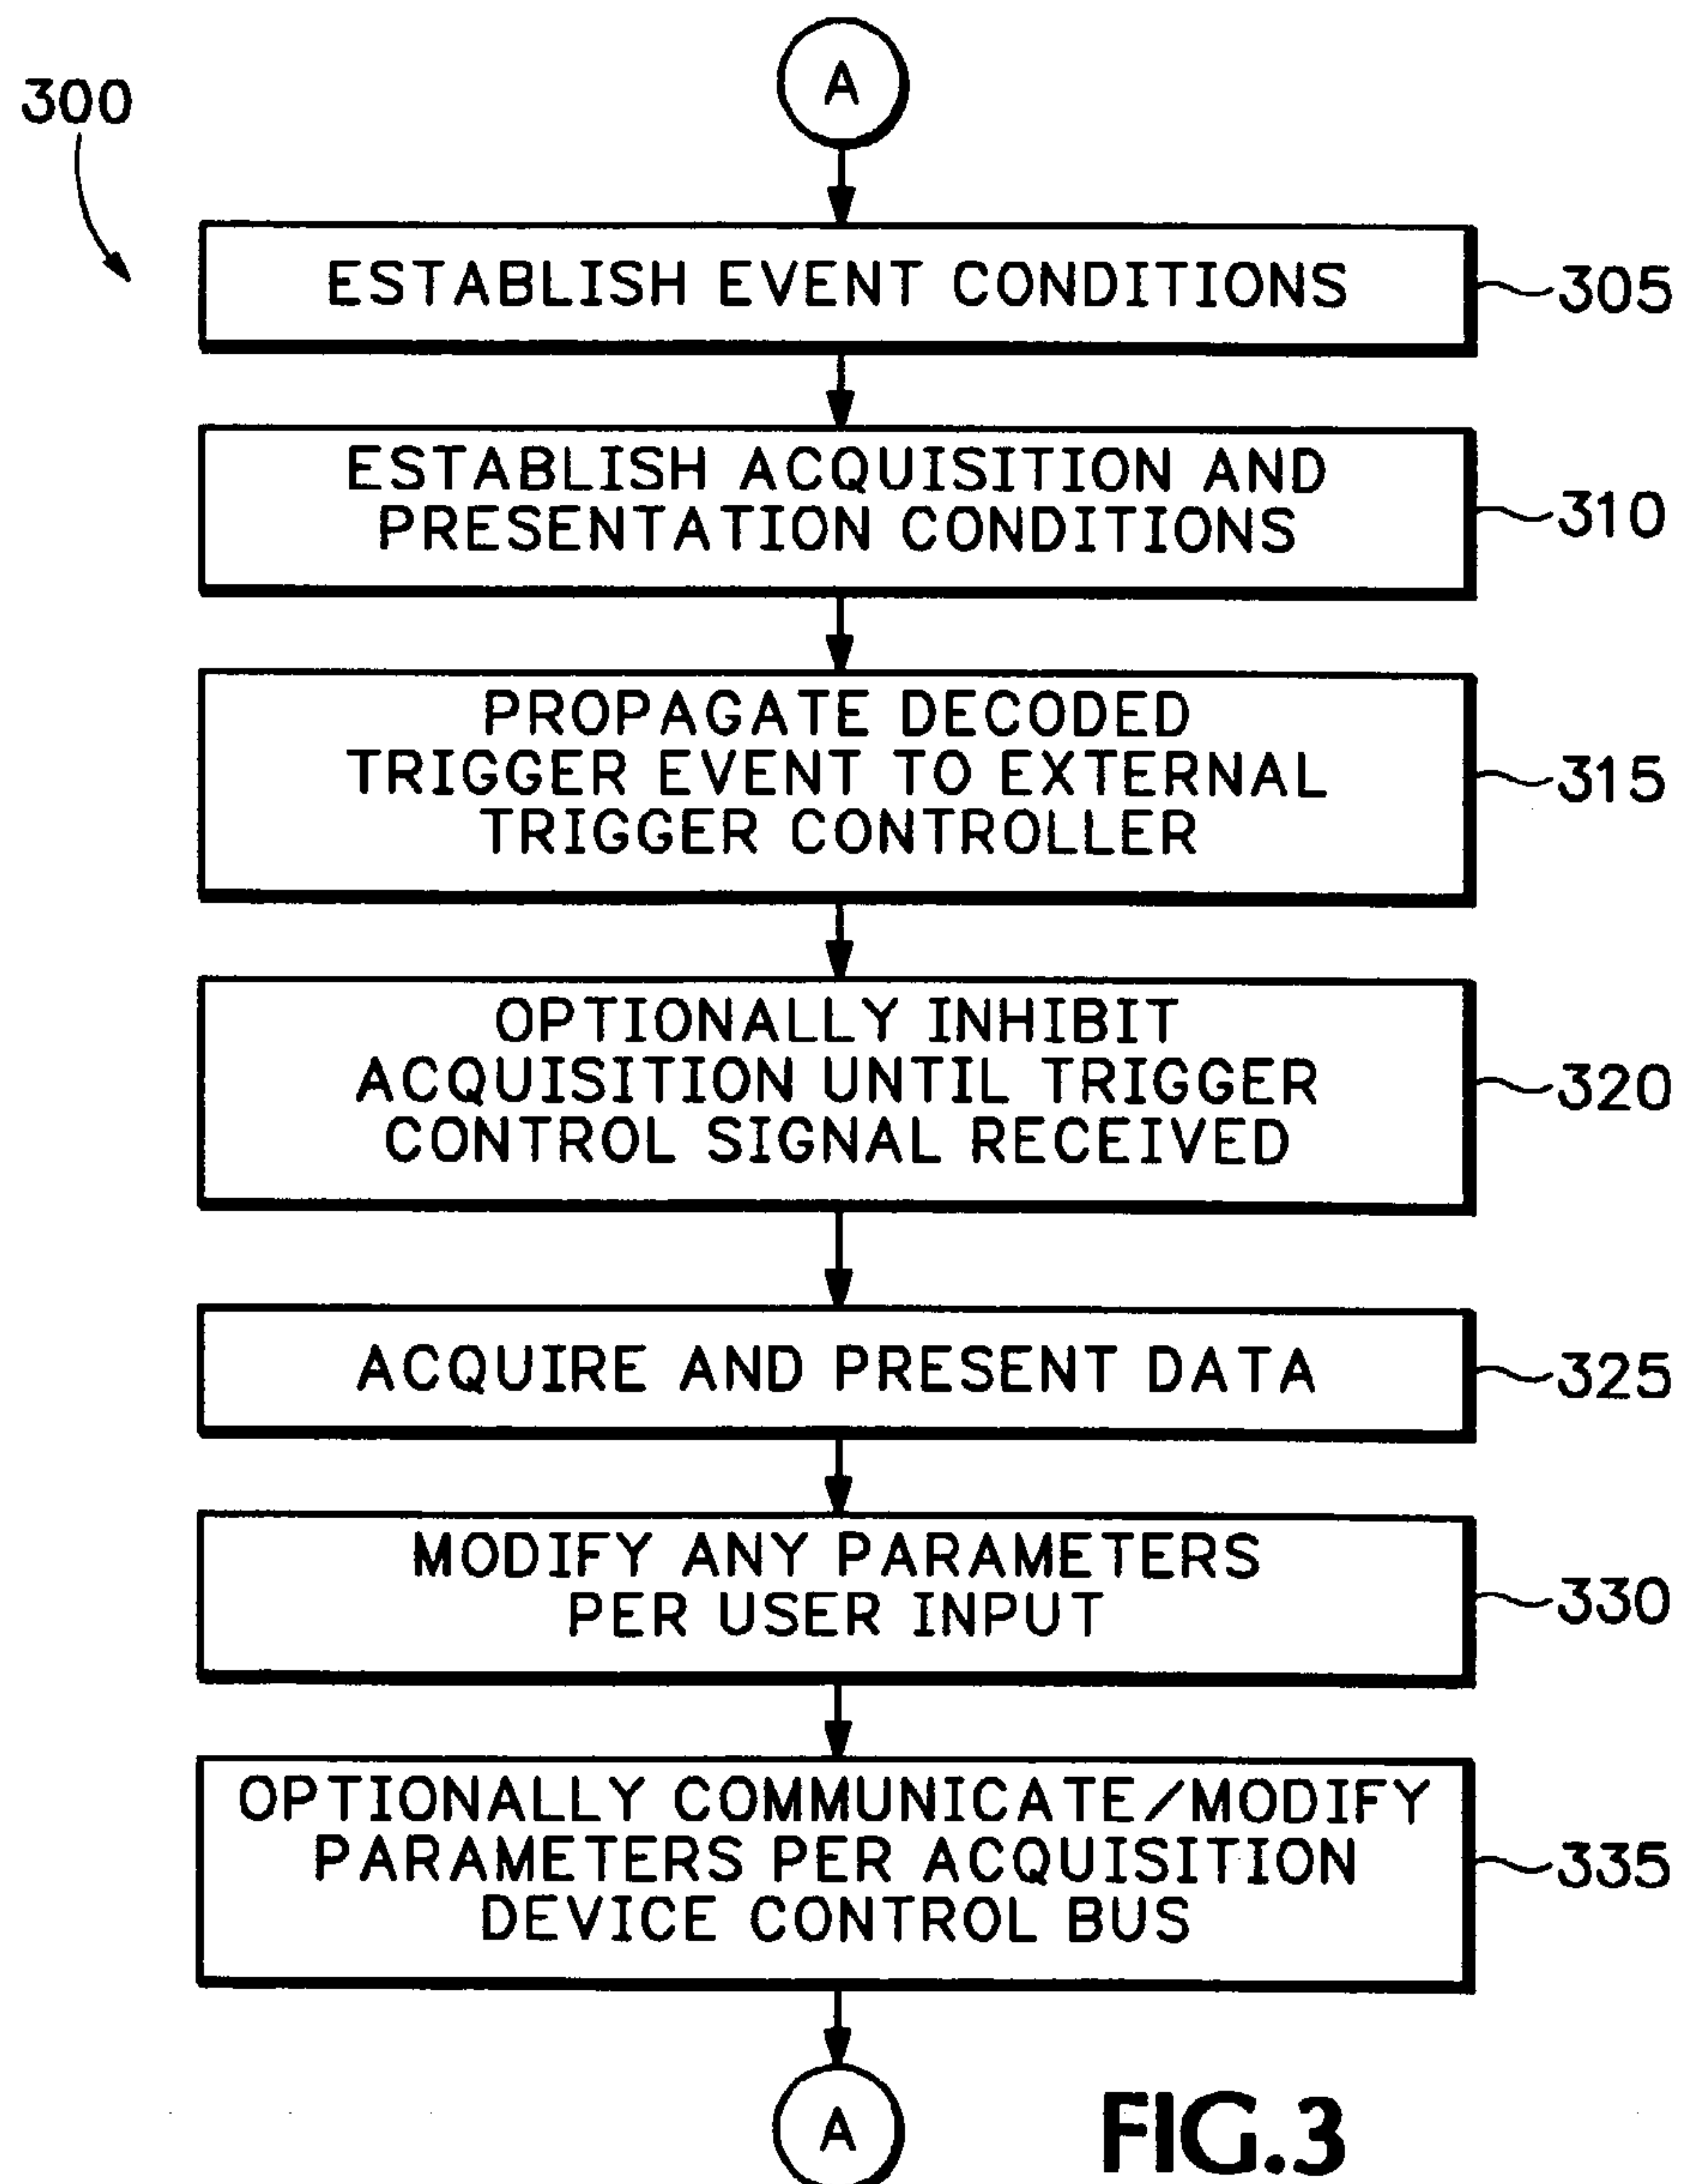 A
300
ESTABLISH EVENT CONDITIONS
305
ESTABLISH ACQUISITION AND
PRESENTATION CONDITIONS
310
PROPAGATE DECODED
TRIGGER EVENT TO EXTERNAL
TRIGGER CONTROLLER
315
OPTIONALLY INHIBIT
ACQUISITION UNTIL TRIGGER
CONTROL SIGNAL RECEIVED
320
ACQUIRE AND PRESENT DATA
325
MODIFY ANY PARAMETERS
PER USER INPUT
330
OPTIONALLY COMMUNICATE/MODIFY
PARAMETERS PER ACQUISITION
DEVICE CONTROL BUS
335
A
FIG.3